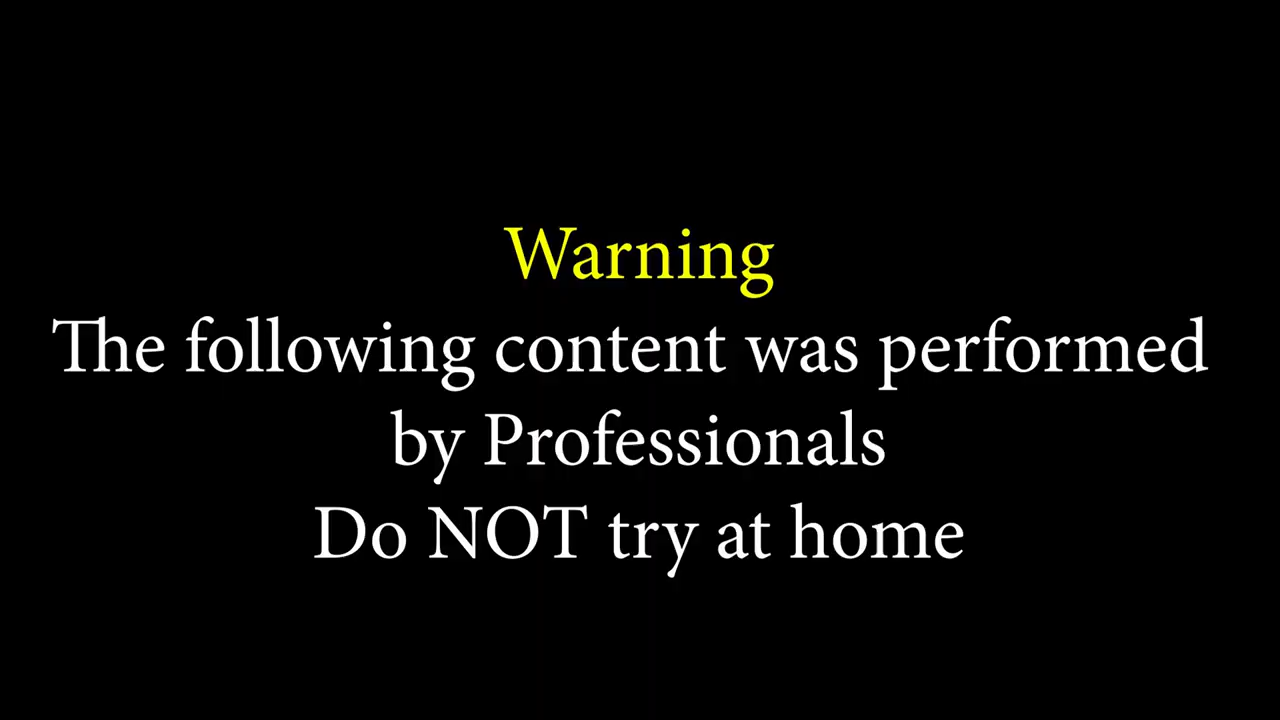 Warning
The following content was performed
by Professionals
Do NOT try at home